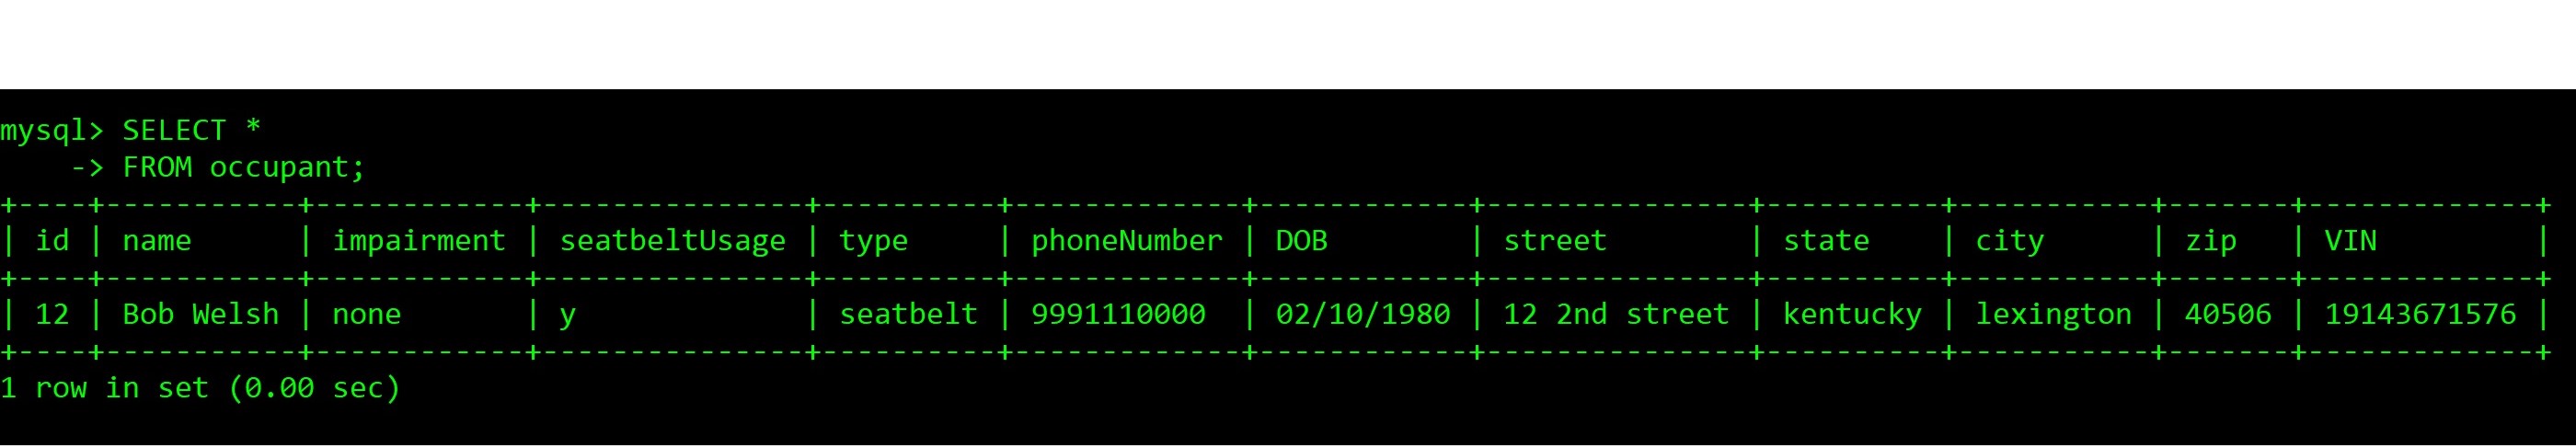 mysql> SELECT *
    -> FROM occupant;
+----+-----------+------------+---------------+----------+-------------+------------+---------------+----------+-----------+-------+-------------+
| id | name      | impairment | seatbeltUsage | type     | phoneNumber | DOB        | street        | state    | city      | zip   | VIN         |
+----+-----------+------------+---------------+----------+-------------+------------+---------------+----------+-----------+-------+-------------+
| 12 | Bob Welsh | none       | y             | seatbelt | 9991110000  | 02/10/1980 | 12 2nd street | kentucky | lexington | 40506 | 19143671576 |
+----+-----------+------------+---------------+----------+-------------+------------+---------------+----------+-----------+-------+-------------+
1 row in set (0.00 sec)